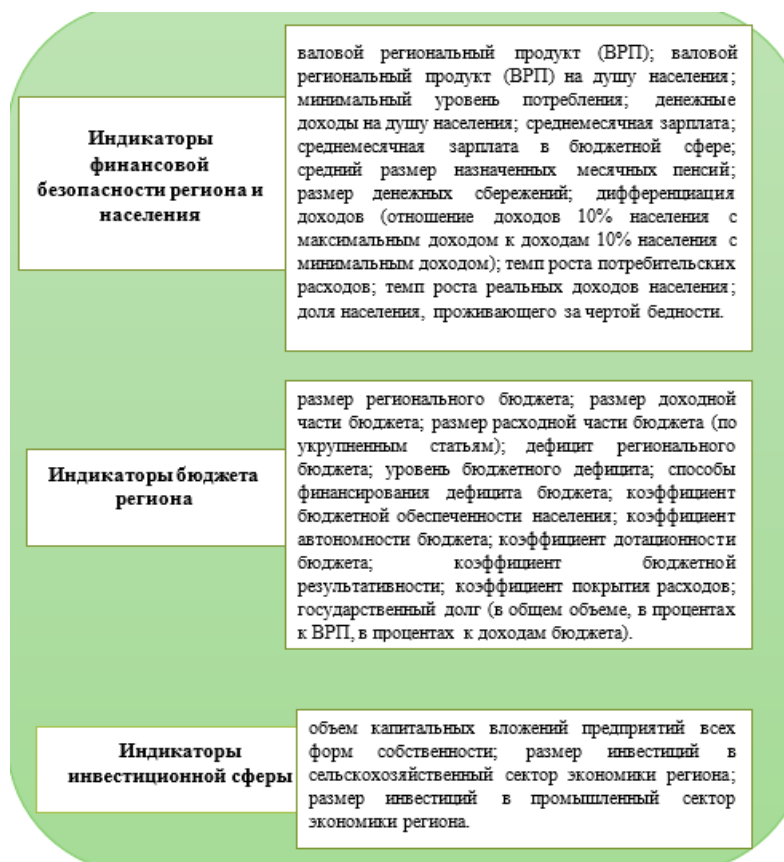 Индикаторы
финансовой
безопасности региона и
населения
валовой региональный продукт (ВРП); валовой
региональный продукт (ВРП) на душу населения;
минимальный уровень потребления; денежные
доходы на душу населения; среднемесячная зарплата;
среднемесячная зарплата в бюджетной сфере;
средний размер назначенных месячных пенсий;
размер денежных сбережений; дифференциация
доходов (отношение доходов 10% населения с
максимальным доходом к доходам 10% населения с
минимальным доходом); темп роста потребительских
расходов; темп роста реальных доходов населения;
доля населения, проживающего за чертой бедности.
Индикаторы бюджета
региона
размер регионального бюджета; размер доходной
части бюджета; размер расходной части бюджета (по
укрупненным статьям); дефицит регионального
бюджета; уровень бюджетного дефицита; способы
финансирования дефицита бюджета; коэффициент
бюджетной обеспеченности населения; коэффициент
автономности бюджета; коэффициент дотационности
бюджета; коэффициент бюджетной
результативности; коэффициент покрытия расходов;
государственный долг (в общем объеме, в процентах
к ВРП, в процентах к доходам бюджета).
Индикаторы
инвестиционной сферы
объем капитальных вложений предприятий всех
форм собственности; размер инвестиций в
сельскохозяйственный сектор экономики региона;
размер инвестиций в промышленный сектор
экономики региона.